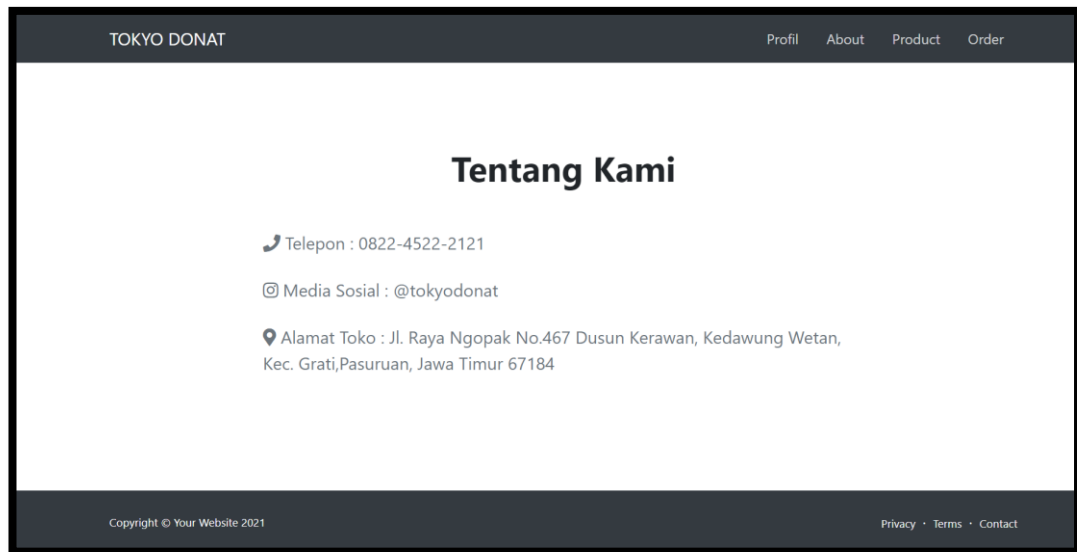 TOKYO DONAT
Profil About Product Order
Tentang Kami
Telepon : 0822-4522-2121
Media Sosial : @tokyodonat
Alamat Toko : Jl. Raya Ngopak No.467 Dusun Kerawan, Kedawung Wetan,
Kec. Grati,Pasuruan, Jawa Timur 67184
Copyright © Your Website 2021
Privacy · Terms · Contact